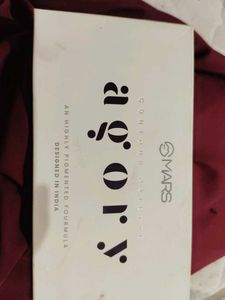 MARS
agory
AN HIGHLY PIGMENTED FOURMULA
DESIGNED IN INDIA